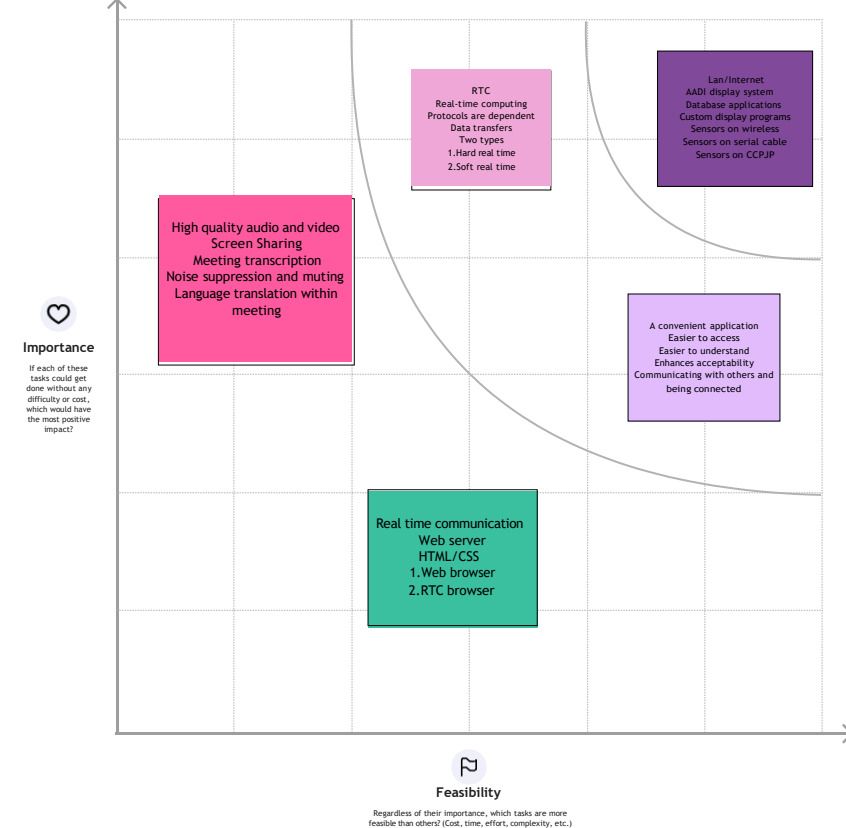 RTC
Real-time computing
Protocols are dependent
Data transfers
Two types
1.Hard real time
2.Soft real time
Lan/Internet
AADI display system
Database applications
Custom display programs
Sensors on wireless
Sensors on serial cable
Sensors on CCPJP
High quality audio and video
Screen Sharing
Meeting transcription
Noise suppression and muting
Language translation within
meeting
A convenient application
Easier to access
Easier to understand
Enhances acceptability
Communicating with others and
being connected
Importance
If each of these
tasks could get
done without any
difficulty or cost,
which would have
the most positive
impact?
Real time communication
Web server
HTML/CSS
1.Web browser
2.RTC browser
Feasibility
Regardless of their importance, which tasks are more
feasible than others? (Cost, time, effort, complexity, etc.)